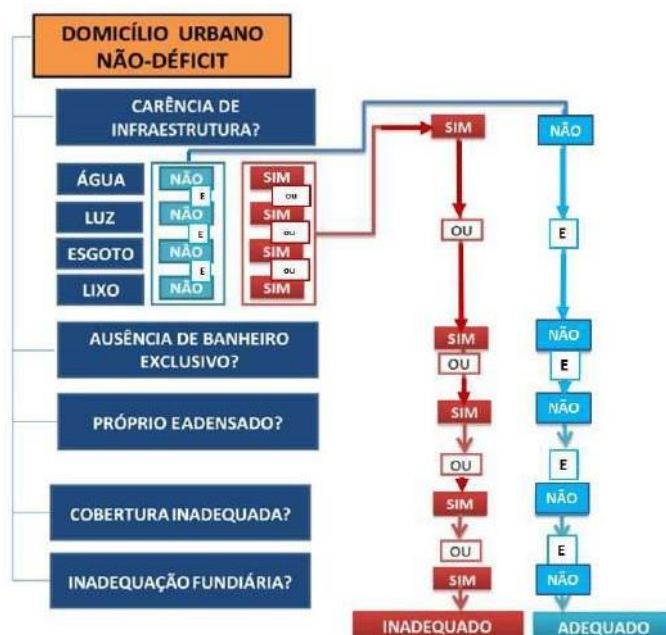 DOMICÍLIO URBANO
NÃO-DÉFICIT
CARÊNCIA DE
INFRAESTRUTURA?
SIM
NÃO
ÁGUA
NÃO
SIM
E
OU
LUZ
NÃO
SIM
OU
E
E
OU
ESGOTO
NÃO
SIM
E
OU
LIXO
NÃO
SIM
AUSÊNCIA DE BANHEIRO
EXCLUSIVO?
SIM
NÃO
OU
E
PRÓPRIO EADENSADO?
SIM
NÃO
OU
E
COBERTURA INADEQUADA?
SIM
NÃO
OU
E
INADEQUAÇÃO FUNDIÁRIA?
SIM
NÃO
INADEQUADO
ADEQUADO